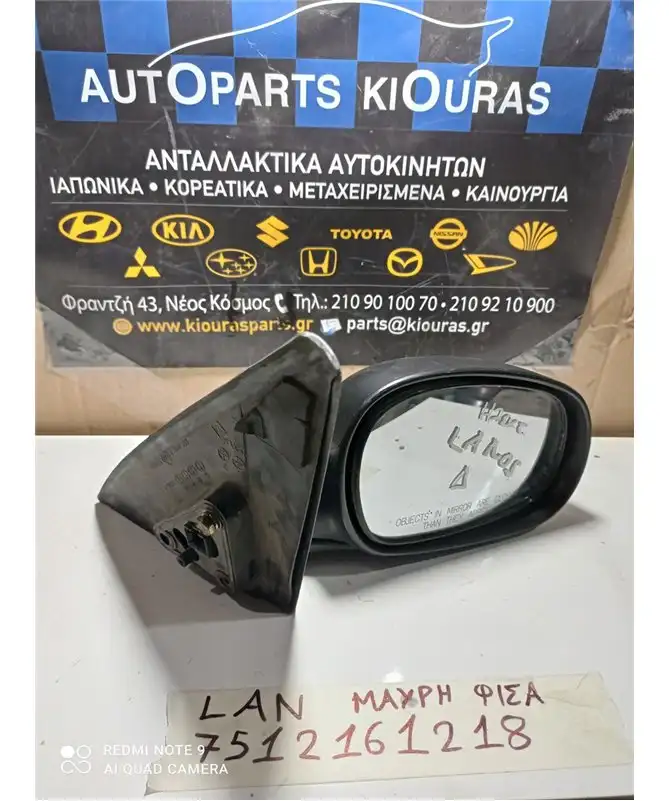 AUTOPARTS KIOURAS
ΑΝΤΑΛΛΑΚΤΙΚΑ ΑΥΤΟΚΙΝΗΤΩΝ
ΙΑΠΩΝΙΚΑ • ΚΟΡΕΑΤΙΚΑ • ΜΕΤΑΧΕΙΡΙΣΜΕΝΑ • ΚΑΙΝΟΥΡΓΙΑ
KIA
TOYOTA
NISSAN
Φραντζή 43, Νέος Κόσμος Τηλ.: 210 90 100 70 • 210 92 10 900
www.kiourasparts.gr parts@kiouras.gr
LANOS
Δ
OBJECTS IN MIRROR ARE
THAN THEY
LAN ΜΑΥΡΗ ΦΙΣΑ
7512161218
REDMI NOTE 9
AI QUAD CAMERA